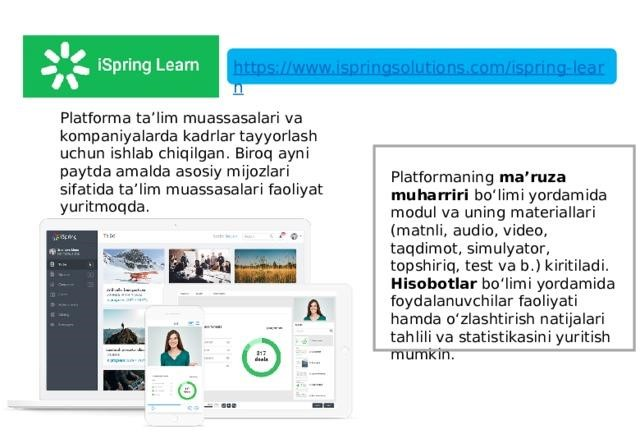 iSpring Learn
https://www.ispringsolutions.com/ispring-lear
n
Platforma ta’lim muassasalari va
kompaniyalarda kadrlar tayyorlash
uchun ishlab chiqilgan. Biroq ayni
paytda amalda asosiy mijozlari
sifatida ta’lim muassasalari faoliyat
yuritmoqda.
Platformaning ma’ruza
muharriri bo‘limi yordamida
modul va uning materiallari
(matnli, audio, video,
taqdimot, simulyator,
topshiriq, test va b.) kiritiladi.
Hisobotlar bo‘limi yordamida
foydalanuvchilar faoliyati
hamda o‘zlashtirish natijalari
tahlili va statistikasini yuritish
mumkin.
iSpring
217